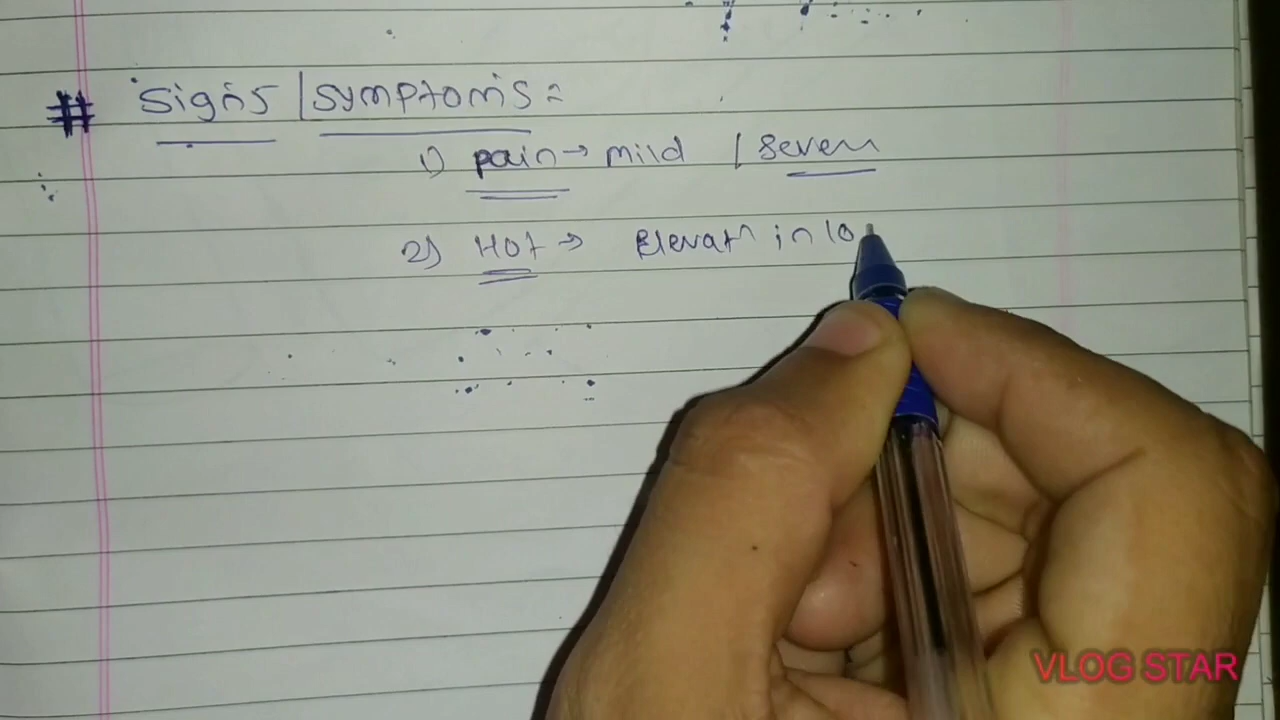 # Signs | symptoms =
1) pain → mild / severe
2) Hot → Elevatn in lo
VLOG STAR